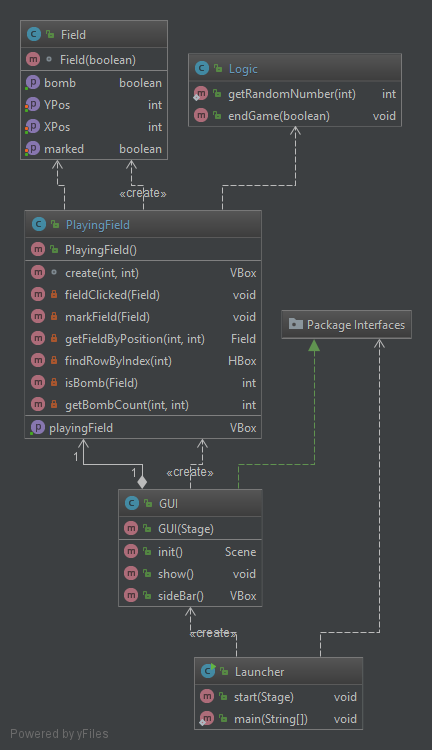 Field
Field(boolean)
bomb boolean
YPos int
XPos int
marked boolean
Logic
getRandomNumber(int) int
endGame(boolean) void
«create»
PlayingField
PlayingField()
create(int, int) VBox
fieldClicked(Field) void
markField(Field) void
getFieldByPosition(int, int) Field
findRowByIndex(int) HBox
isBomb(Field) int
getBombCount(int, int) int
playingField VBox
Package Interfaces
1
1 «create»
GUI
GUI(Stage)
init() Scene
show() void
sideBar() VBox
«create»
Launcher
start(Stage) void
main(String[]) void
Powered by yFiles